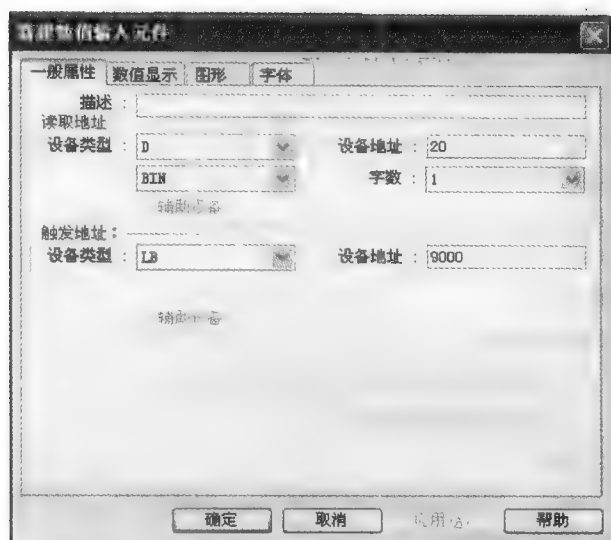 新建数值输入元件
一般属性 数值显示 图形 字体
描述 :
读取地址
设备类型 : D 设备地址 : 20
BIN 字数 : 1
触发地址 :
设备类型 : LB 设备地址 : 9000
确定 取消 帮助